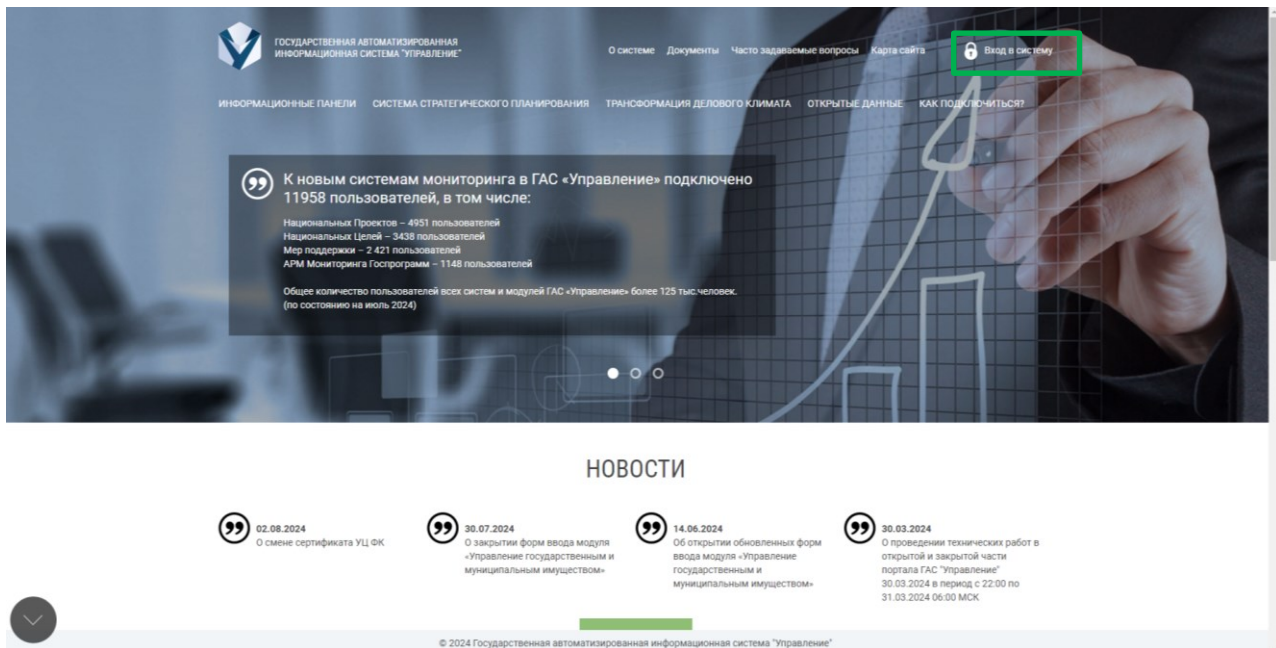 ГОСУДАРСТВЕННАЯ АВТОМАТИЗИРОВАННАЯ
ИНФОРМАЦИОННАЯ СИСТЕМА "УПРАВЛЕНИЕ"
О системе Документы Часто задаваемые вопросы Карта сайта Вход в систему
ИНФОРМАЦИОННЫЕ ПАНЕЛИ СИСТЕМА СТРАТЕГИЧЕСКОГО ПЛАНИРОВАНИЯ ТРАНСФОРМАЦИЯ ДЕЛОВОГО КЛИМАТА ОТКРЫТЫЕ ДАННЫЕ КАК ПОДКЛЮЧИТЬСЯ?
К новым системам мониторинга в ГАС «Управление» подключено
11958 пользователей, в том числе:
Национальных Проектов – 4951 пользователей
Национальных Целей – 3438 пользователей
Мер поддержки – 2 421 пользователей
АРМ Мониторинга Госпрограмм – 1148 пользователей
Общее количество пользователей всех систем и модулей ГАС «Управление» более 125 тыс.человек.
(по состоянию на июль 2024)
НОВОСТИ
02.08.2024
О смене сертификата УЦ ФК
30.07.2024
О закрытии форм ввода модуля
«Управление государственным и
муниципальным имуществом»
14.06.2024
Об открытии обновленных форм
ввода модуля «Управление
государственным и
муниципальным имуществом»
30.03.2024
О проведении технических работ в
открытой и закрытой части
портала ГАС "Управление"
30.03.2024 в период с 22:00 по
31.03.2024 06:00 МСК
© 2024 Государственная автоматизированная информационная система "Управление"